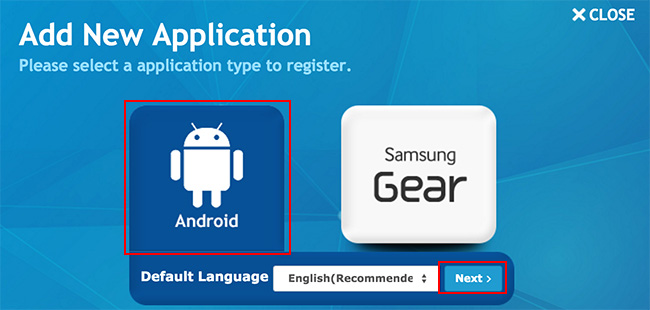 X CLOSE
Add New Application
Please select a application type to register.
Android
Samsung
Gear
Default Language English(Recommende Next >